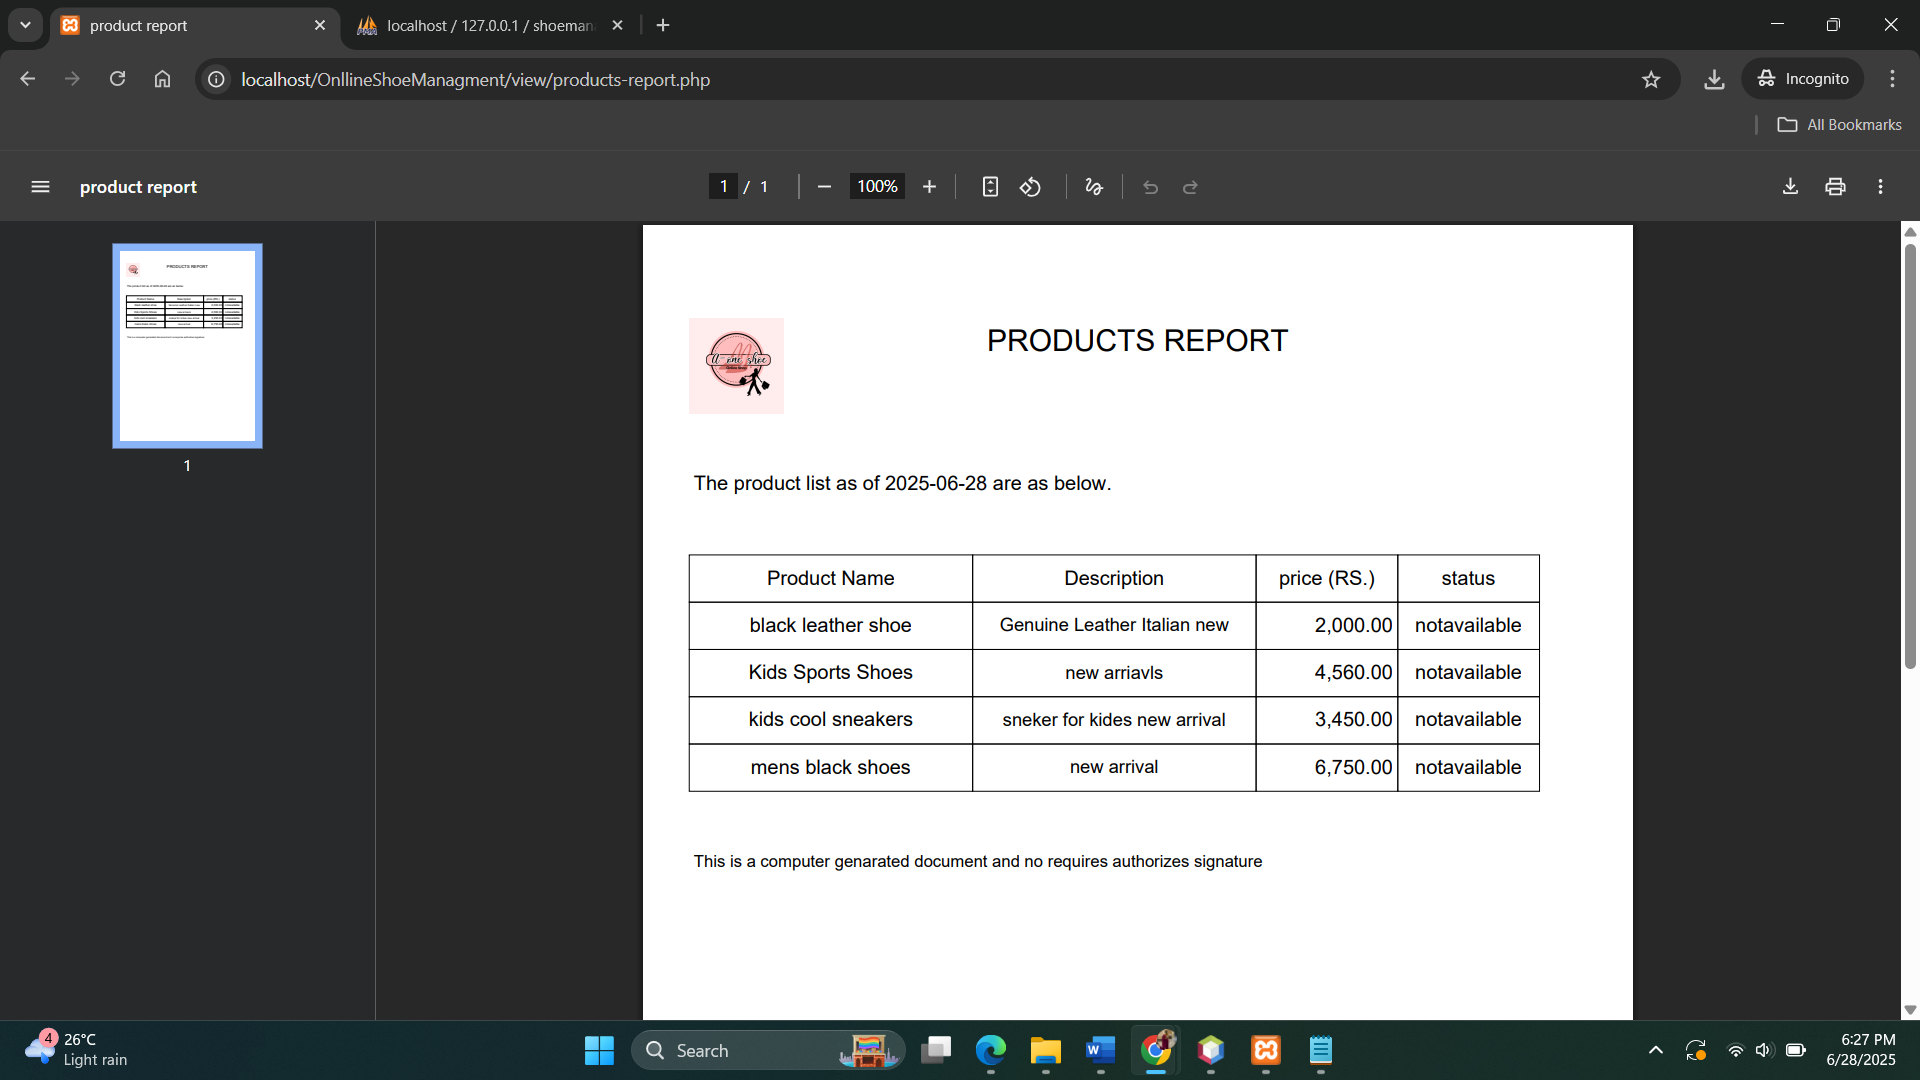 product report
localhost / 127.0.0.1 / shoeman
localhost/OnllineShoeManagment/view/products-report.php
Incognito
All Bookmarks
product report
1 / 1
100%
PRODUCTS REPORT
1
A-one shoe
PRODUCTS REPORT
The product list as of 2025-06-28 are as below.
Product Name Description price (RS.) status
black leather shoe Genuine Leather Italian new 2,000.00 notavailable
Kids Sports Shoes new arriavls 4,560.00 notavailable
kids cool sneakers sneker for kides new arrival 3,450.00 notavailable
mens black shoes new arrival 6,750.00 notavailable
This is a computer genarated document and no requires authorizes signature
4
26°C
Light rain
Search
6:27 PM
6/28/2025